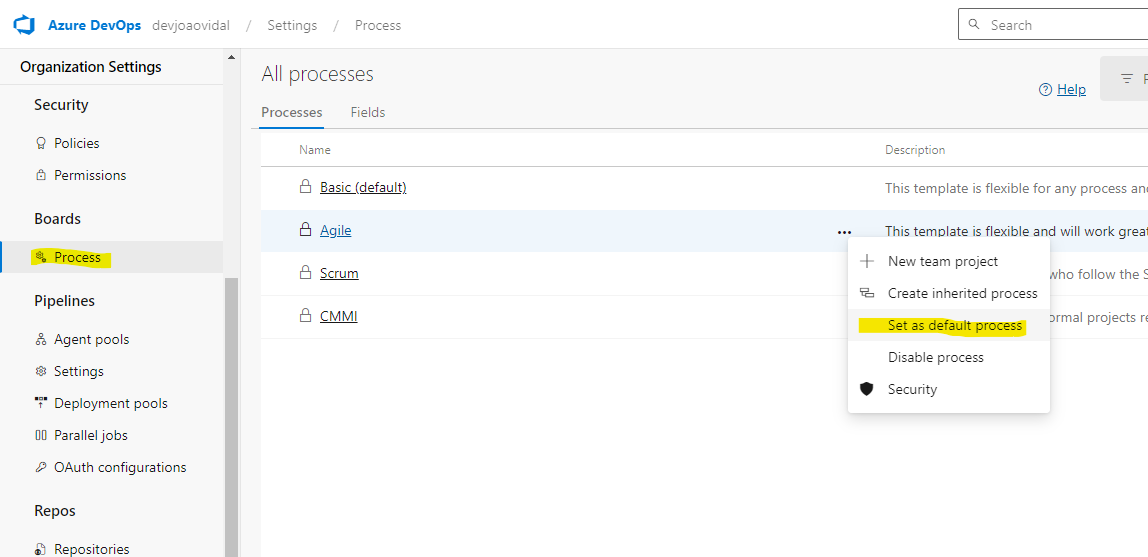 Azure DevOps devjoaovidal / Settings / Process
Search
Organization Settings
Security
Policies
Permissions
Boards
Process
Pipelines
Agent pools
Settings
Deployment pools
Parallel jobs
OAuth configurations
Repos
Repositories
All processes
Help
Processes Fields
Name Description
Basic (default) This template is flexible for any process
Agile ... This template is flexible and will work
Scrum who follow the
CMMI ormal projects
New team project
Create inherited process
Set as default process
Disable process
Security